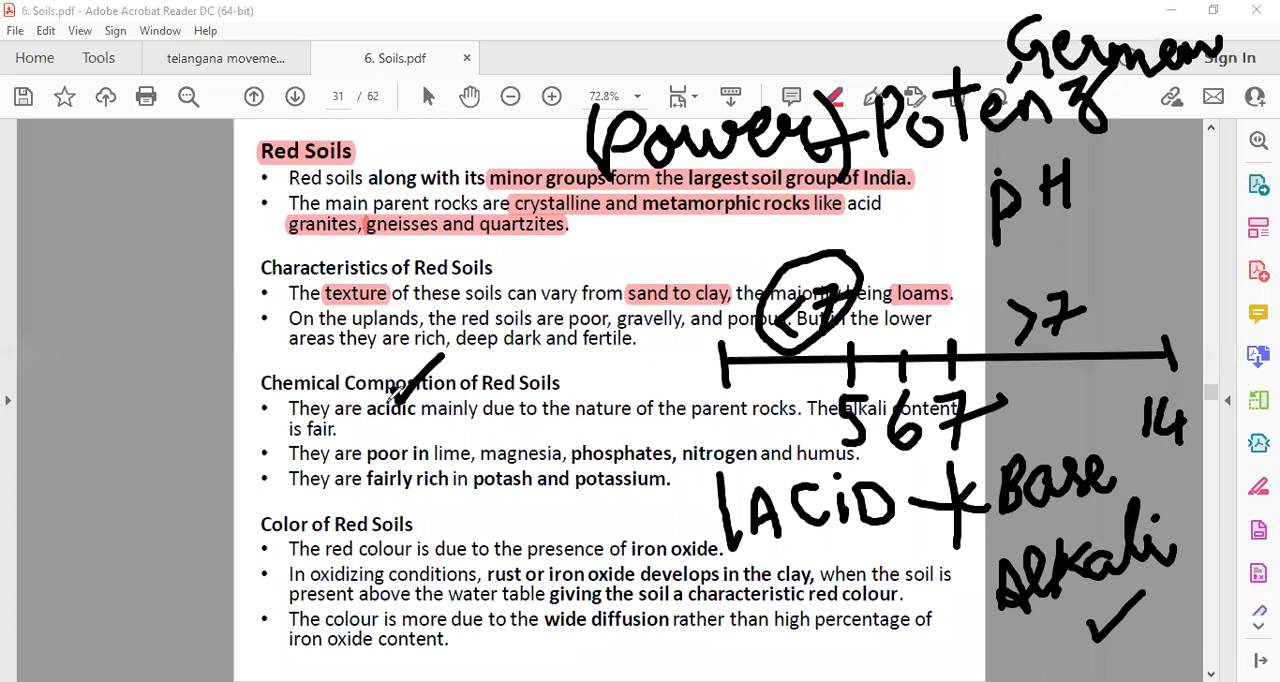 6. Soils.pdf - Adobe Acrobat Reader DC (64-bit)
File Edit View Sign Window Help
Home Tools telangana moveme... 6. Soils.pdf × Sign In
31 / 62 72.8%
Germen
(Power) Potenz
pH
Red Soils
• Red soils along with its minor groups form the largest soil group of India.
• The main parent rocks are crystalline and metamorphic rocks like acid
granites, gneisses and quartzites.
Characteristics of Red Soils
• The texture of these soils can vary from sand to clay, the majority being loams.
• On the uplands, the red soils are poor, gravelly, and porous. But in the lower
areas they are rich, deep dark and fertile.
<7 >7
5 6 7 14
Chemical Composition of Red Soils
• They are acidic mainly due to the nature of the parent rocks. The alkali content
is fair.
• They are poor in lime, magnesia, phosphates, nitrogen and humus.
• They are fairly rich in potash and potassium.
ACiD Base
Alkali
Color of Red Soils
• The red colour is due to the presence of iron oxide.
• In oxidizing conditions, rust or iron oxide develops in the clay, when the soil is
present above the water table giving the soil a characteristic red colour.
• The colour is more due to the wide diffusion rather than high percentage of
iron oxide content.